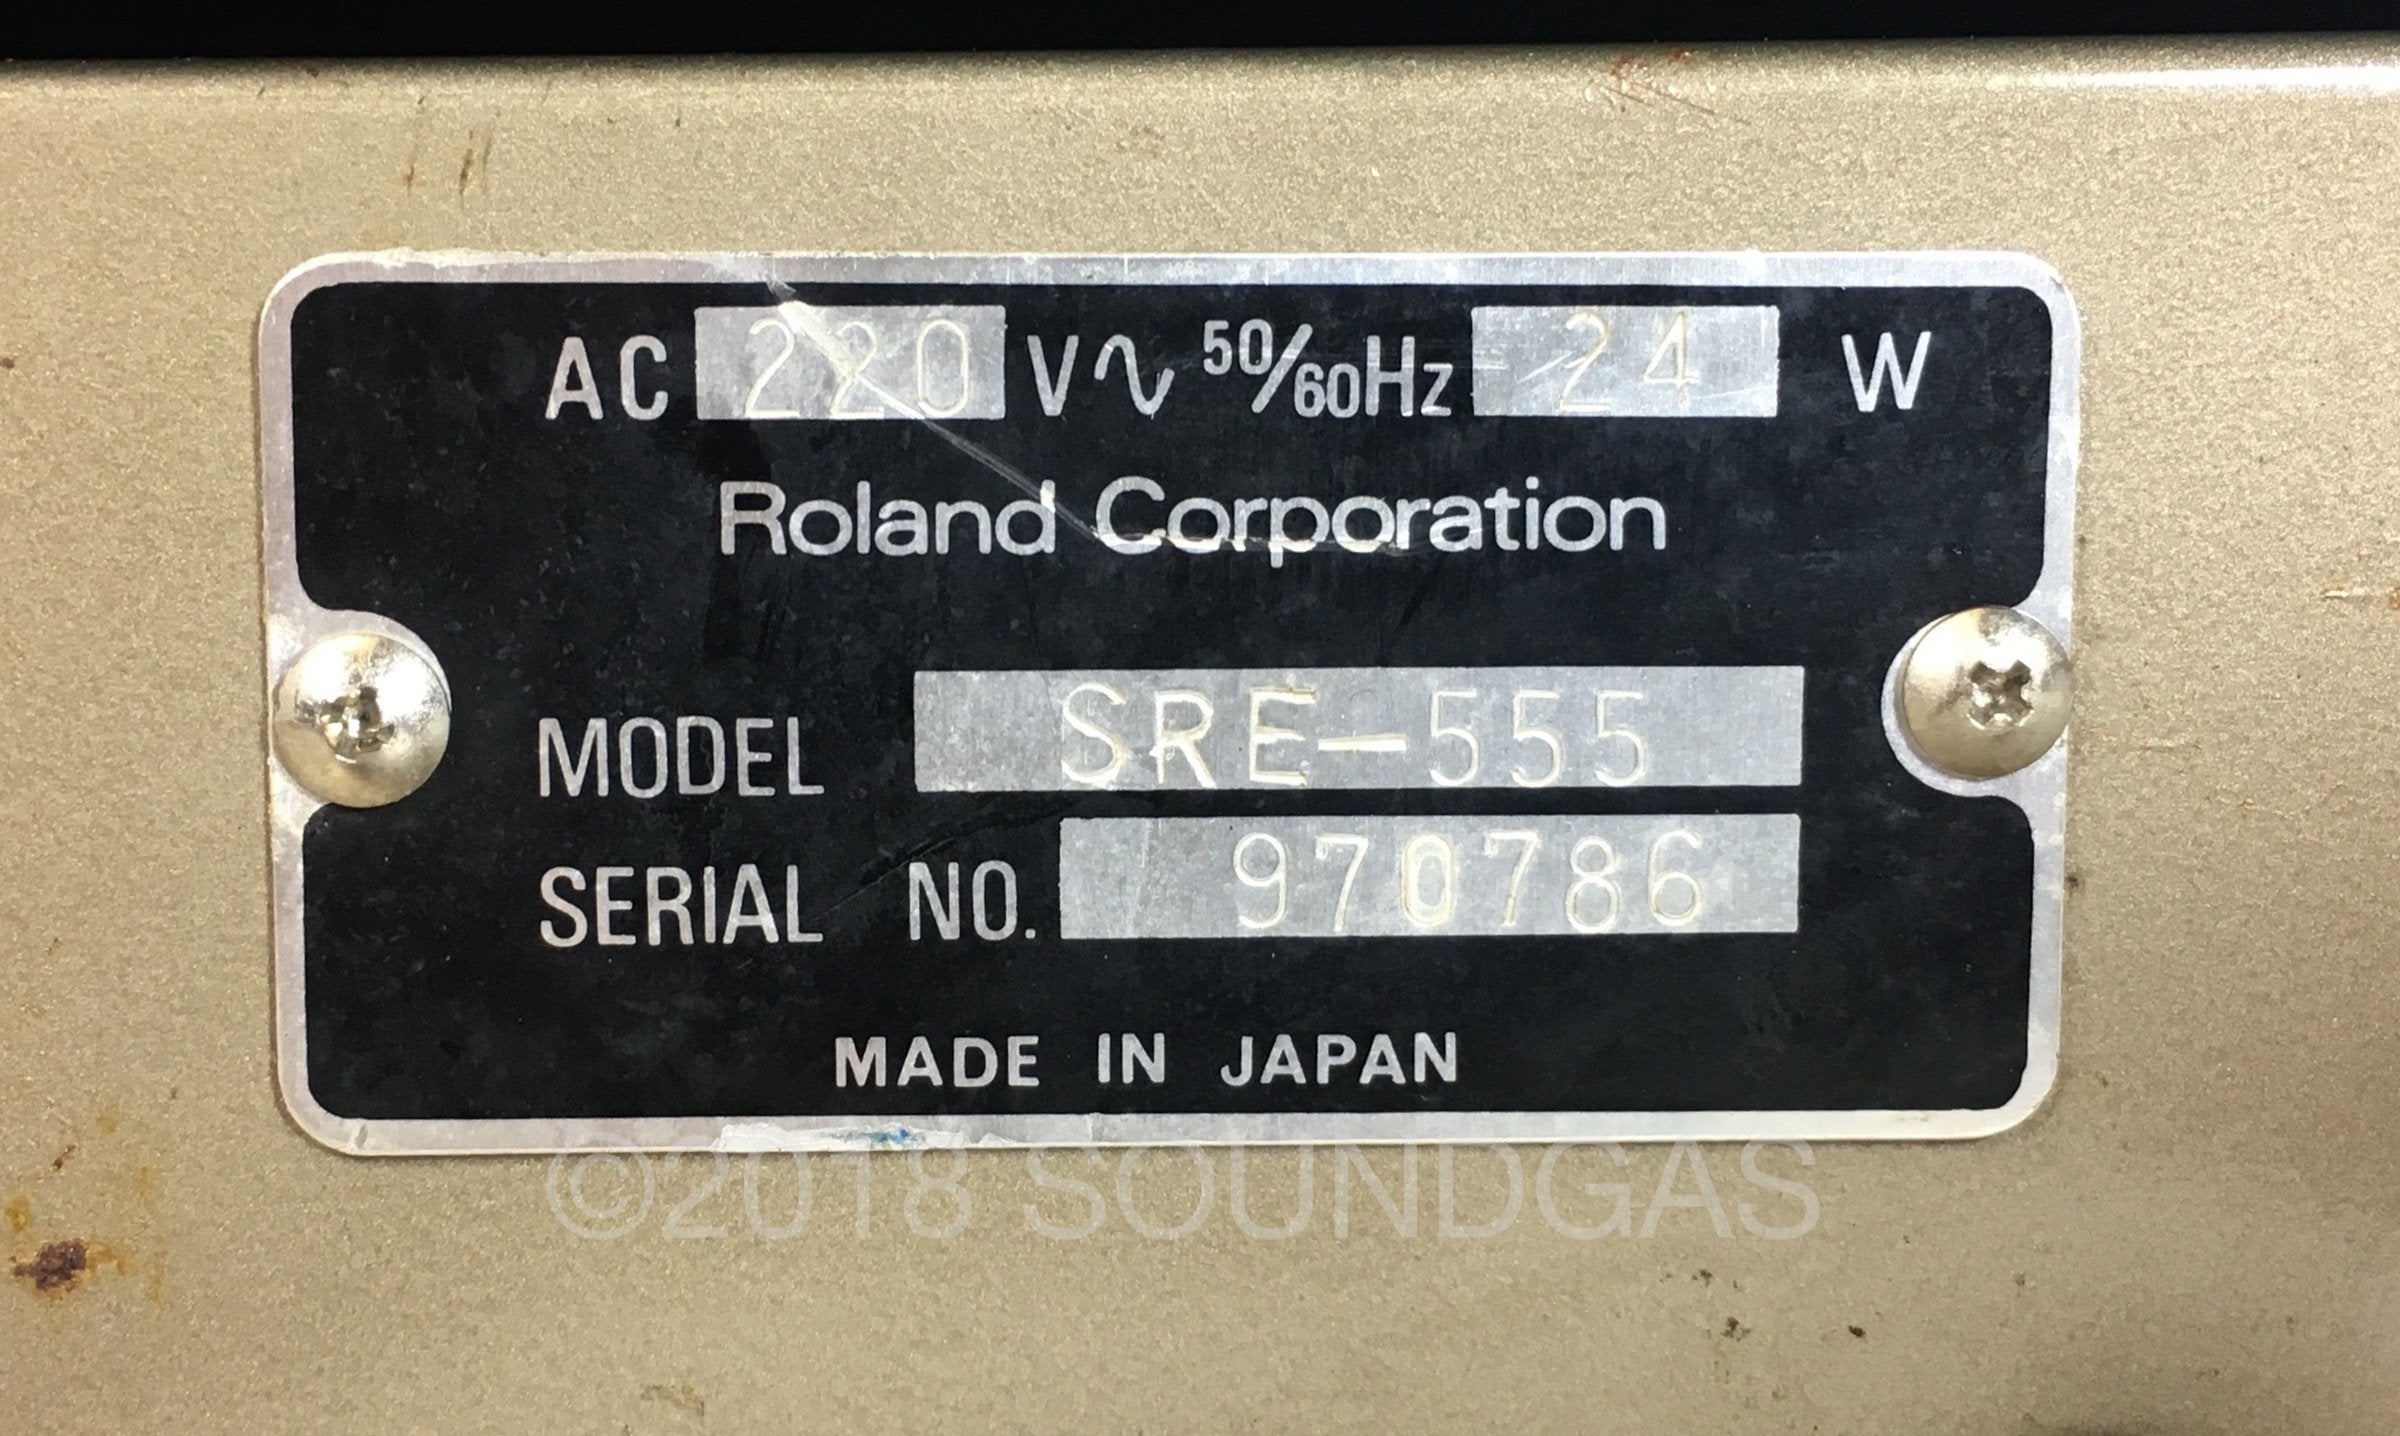 AC 220 V∿ 50/60Hz 24 W
Roland Corporation
MODEL SRE-555
SERIAL NO. 970786
MADE IN JAPAN
©2018 SOUNDGAS